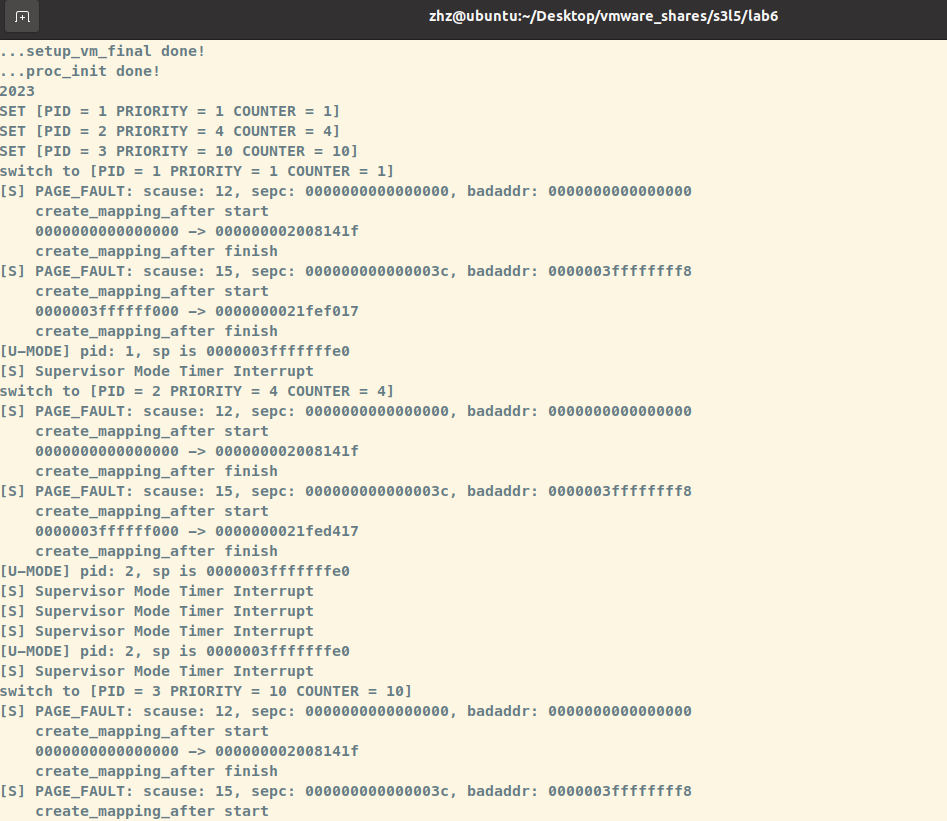 zhz@ubuntu:~/Desktop/vmware_shares/s3l5/lab6
...setup_vm_final done!
...proc_init done!
2023
SET [PID = 1 PRIORITY = 1 COUNTER = 1]
SET [PID = 2 PRIORITY = 4 COUNTER = 4]
SET [PID = 3 PRIORITY = 10 COUNTER = 10]
switch to [PID = 1 PRIORITY = 1 COUNTER = 1]
[S] PAGE_FAULT: scause: 12, sepc: 0000000000000000, badaddr: 0000000000000000
    create_mapping_after start
    0000000000000000 -> 000000002008141f
    create_mapping_after finish
[S] PAGE_FAULT: scause: 15, sepc: 000000000000003c, badaddr: 0000003ffffffff8
    create_mapping_after start
    0000003ffffff000 -> 0000000021fef017
    create_mapping_after finish
[U-MODE] pid: 1, sp is 0000003fffffffe0
[S] Supervisor Mode Timer Interrupt
switch to [PID = 2 PRIORITY = 4 COUNTER = 4]
[S] PAGE_FAULT: scause: 12, sepc: 0000000000000000, badaddr: 0000000000000000
    create_mapping_after start
    0000000000000000 -> 000000002008141f
    create_mapping_after finish
[S] PAGE_FAULT: scause: 15, sepc: 000000000000003c, badaddr: 0000003ffffffff8
    create_mapping_after start
    0000003ffffff000 -> 0000000021fed417
    create_mapping_after finish
[U-MODE] pid: 2, sp is 0000003fffffffe0
[S] Supervisor Mode Timer Interrupt
[S] Supervisor Mode Timer Interrupt
[S] Supervisor Mode Timer Interrupt
[U-MODE] pid: 2, sp is 0000003fffffffe0
[S] Supervisor Mode Timer Interrupt
switch to [PID = 3 PRIORITY = 10 COUNTER = 10]
[S] PAGE_FAULT: scause: 12, sepc: 0000000000000000, badaddr: 0000000000000000
    create_mapping_after start
    0000000000000000 -> 000000002008141f
    create_mapping_after finish
[S] PAGE_FAULT: scause: 15, sepc: 000000000000003c, badaddr: 0000003ffffffff8
    create_mapping_after start